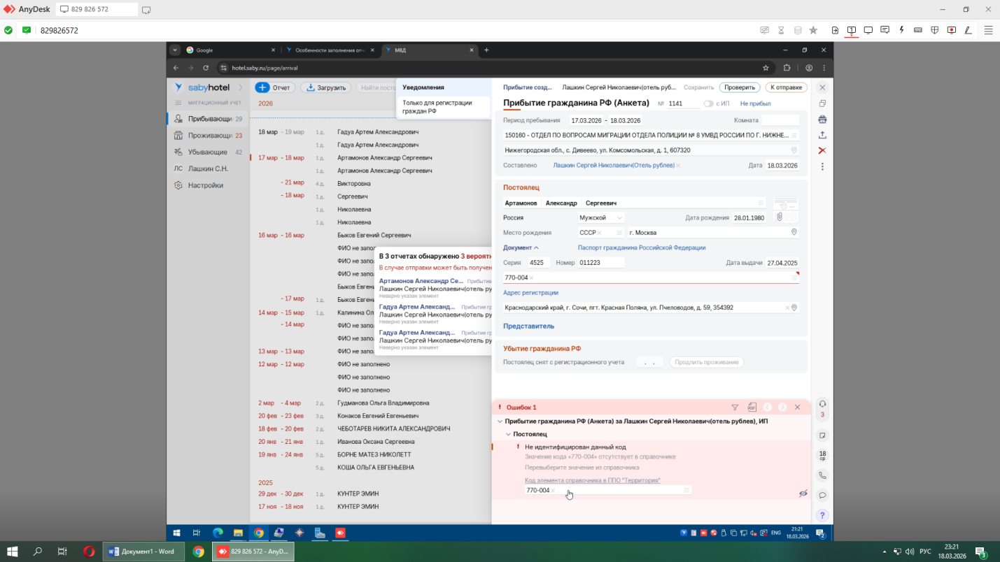 AnyDesk
829 826 572
829826572
Google
Особенности заполнения отч
МВД
hotel.saby.ru/page/arrival
sabyhotel
МИГРАЦИОННЫЙ УЧЕТ
Прибывающи 29
Проживающи 23
Убывающие 42
ЛС Лашкин С.Н.
Настройки
Отчет
Загрузить
Найти посто
2026
18 мар - 19 мар 1 д. Гадуа Артем Александрович
1 д. Гадуа Артем Александрович
17 мар - 18 мар 1 д. Артамонов Александр Сергеевич
1 д. Артамонов Александр Сергеевич
- 21 мар 4 д. Викторовна
- 18 мар 1 д. Сергеевич
1 д. Николаевна
1 д. Николаевна
16 мар - 16 мар Быков Евгений Сергеевич
ФИО не запо
ФИО не запо
ФИО не запо
Быков Евген
- 17 мар 1 д. Быков Евген
14 мар - 15 мар 1 д. Калинина Ол
- 14 мар ФИО не запо
ФИО не запо
13 мар - 13 мар ФИО не запо
12 мар - 12 мар ФИО не заполнено
ФИО не заполнено
ФИО не заполнено
2 мар - 4 мар 2 д. Гудманова Ольга Владимировна
20 фев - 23 фев 3 д. Конаков Евгений Евгеньевич
18 фев - 20 фев 2 д. ЧЕБОТАРЕВ НИКИТА АЛЕКСАНДРОВИЧ
20 янв - 21 янв 1 д. Иванова Оксана Сергеевна
19 янв - 24 янв 5 д. БОРНЕ МАТЕЗ НИКОЛЕТТ
5 д. КОША ОЛЬГА ЕВГЕНЬЕВНА
2025
29 дек - 30 дек 1 д. КУНТЕР ЭМИН
17 ноя - 18 ноя 1 д. КУНТЕР ЭМИН
Уведомления
Только для регистрации
граждан РФ
В 3 отчетах обнаружено 3 вероятн
В случае отправки может быть получен
Артамонов Александр Се... Прибытие
Лашкин Сергей Николаевич(отель ру
Неверно указан элемент
Гадуа Артем Александ... Прибытие гр
Лашкин Сергей Николаевич(отель ру
Неверно указан элемент
Гадуа Артем Александ... Прибытие гр
Лашкин Сергей Николаевич(отель ру
Неверно указан элемент
Прибытие созд... Лашкин Сергей Николаевич(отель руб... Сохранить Проверить К отправке
Прибытие гражданина РФ (Анкета) № 1141 с ИП Не прибыл
Период пребывания 17.03.2026 - 18.03.2026 Комната
150160 - ОТДЕЛ ПО ВОПРОСАМ МИГРАЦИИ ОТДЕЛА ПОЛИЦИИ № 8 УМВД РОССИИ ПО Г. НИЖНЕ...
Нижегородская обл., с. Дивеево, ул. Комсомольская, д. 1, 607320
Составлено Лашкин Сергей Николаевич(Отель рублев) Дата 18.03.2026
Постоялец
Артамонов Александр Сергеевич
Россия Мужской Дата рождения 28.01.1980
Место рождения СССР г. Москва
Документ Паспорт гражданина Российской Федерации
Серия 4525 Номер 011223 Дата выдачи 27.04.2025
770-004
Адрес регистрации
Краснодарский край, г. Сочи, пгт. Красная Поляна, ул. Пчеловодов, д. 59, 354392
Представитель
Убытие гражданина РФ
Постоялец снят с регистрационного учета . . Продлить проживание
! Ошибок 1
PDF
Прибытие гражданина РФ (Анкета) за Лашкин Сергей Николаевич(отель рублев), ИП
Постоялец
! Не идентифицирован данный код
Значение кода «770-004» отсутствует в справочнике
Перевыберите значение из справочника
Код элемента справочника в ППО "Территория"
770-004
3
18
ср
?
ENG
21:21
18.03.2026
2
Документ1 - Word
829 826 572 - AnyD...
РУС
23:21
18.03.2026
3